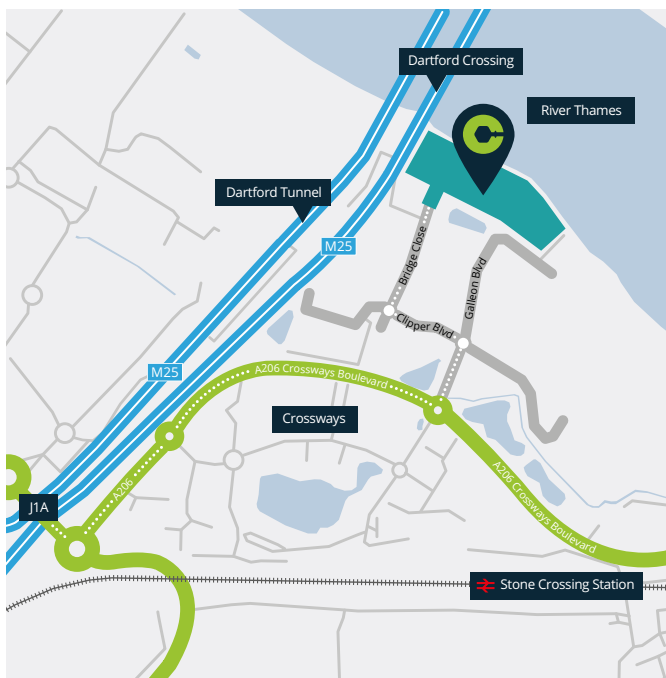 Dartford Crossing
River Thames
Dartford Tunnel
M25
Bridge Close
Galleon Blvd
Clipper Blvd
M25
A206 Crossways Boulevard
Crossways
A206
A206 Crossways Boulevard
J1A
Stone Crossing Station